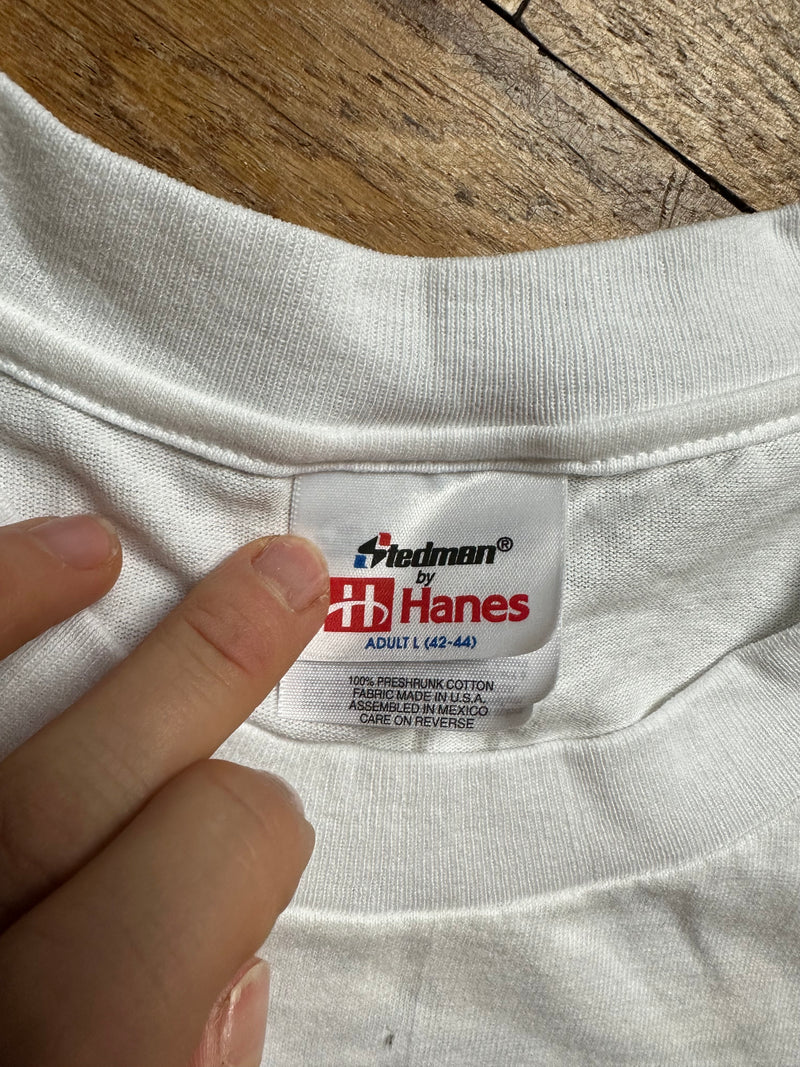 Stedman®
by
Hanes
ADULT L (42-44)
100% PRESHRUNK COTTON
FABRIC MADE IN U.S.A.
ASSEMBLED IN MEXICO
CARE ON REVERSE